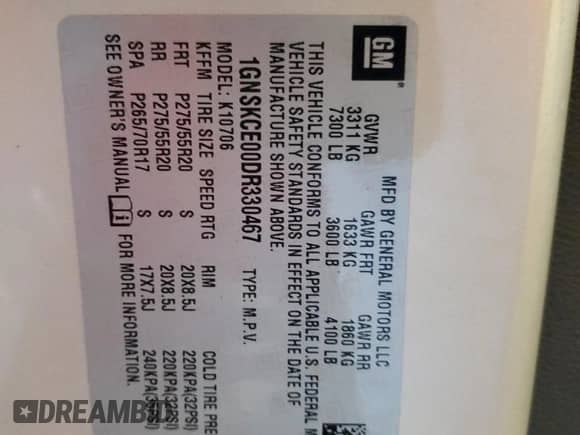 GM
MFD BY GENERAL MOTORS LLC
GVWR GAWR FRT GAWR RR
3311 KG 1633 KG 1860 KG
7300 LB 3600 LB 4100 LB
THIS VEHICLE CONFORMS TO ALL APPLICABLE U.S. FEDERAL M
VEHICLE SAFETY STANDARDS IN EFFECT ON THE DATE OF
MANUFACTURE SHOWN ABOVE.
1GNSKCE00DR330467 TYPE: M.P.V.
MODEL: K10706
KFFM TIRE SIZE SPEED RTG RIM COLD TIRE PRE
FRT P275/55R20 S 20X8.5J 220KPA(32PSI)
RR P275/55R20 S 20X8.5J 220KPA(32PSI)
SPA P265/70R17 S 17X7.5J 240KPA(35PSI)
SEE OWNER'S MANUAL FOR MORE INFORMATION.
DREAMBID